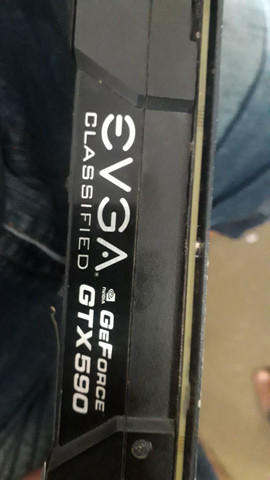 EVGA
CLASSIFIED
NVIDIA
GEFORCE
GTX 590